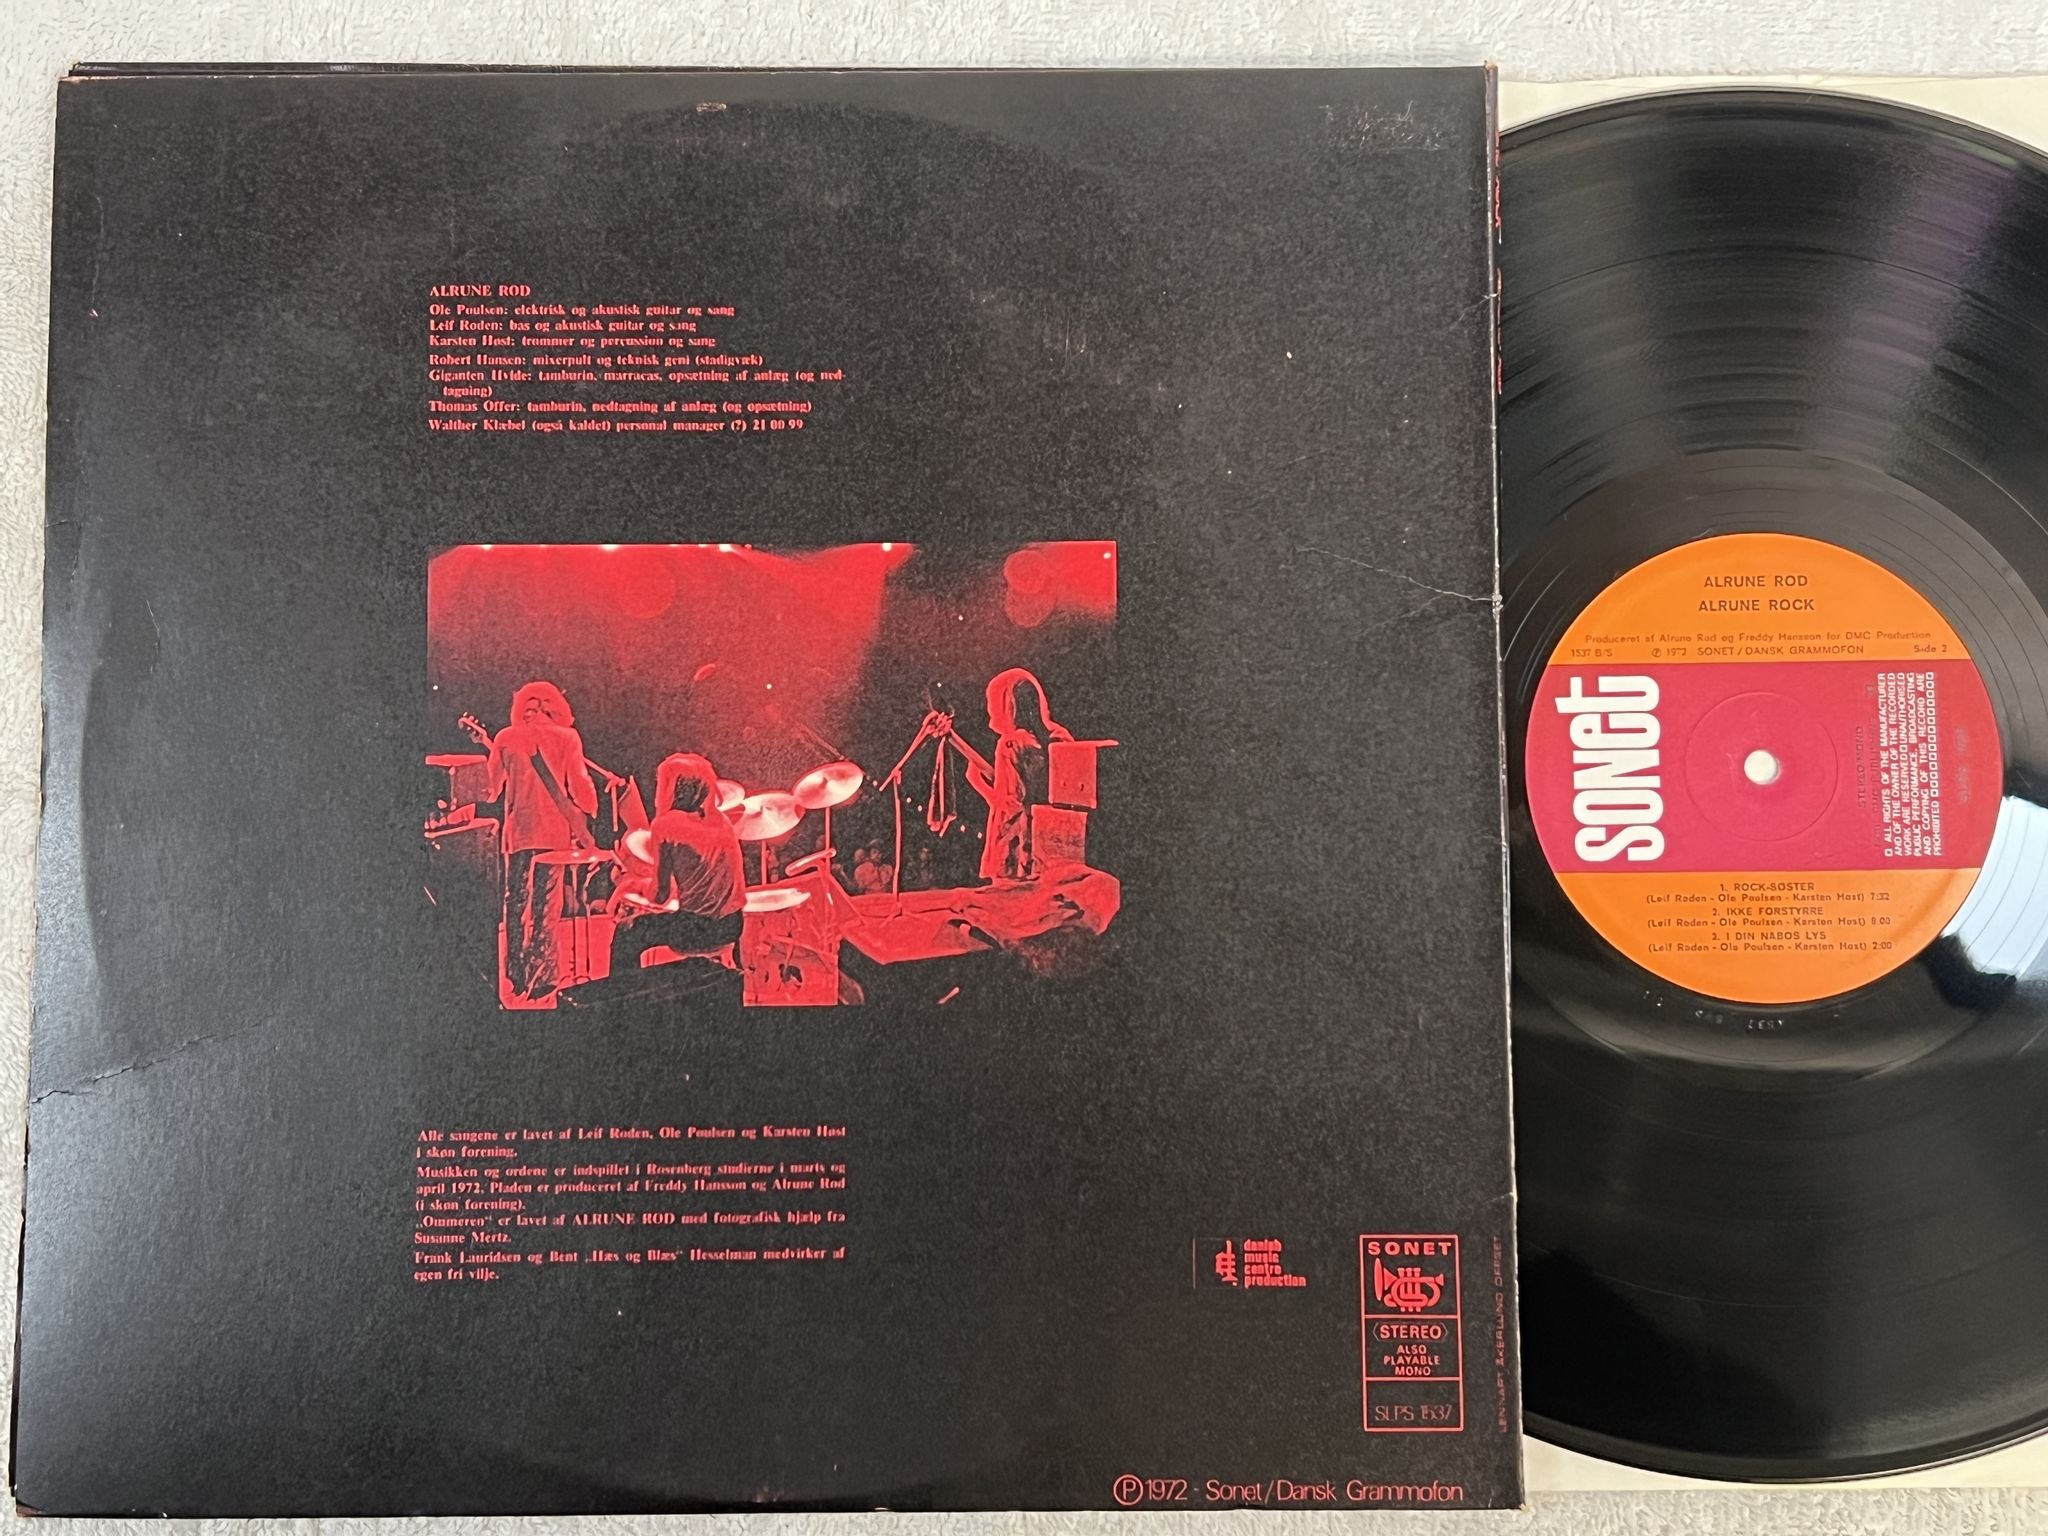 ALRUNE ROD
Ole Poulsen: elektrisk og akustisk guitar og sang
Leif Roden: bas og akustisk guitar og sang
Karsten Høst: trommer og percussion og sang
Robert Hansen: mixerpult og teknisk geni (stadigvæk)
Giganten Hvide: tamburin, marracas, opsætning af anlæg (og ned-
tagning)
Thomas Offer: tamburin, nedtagning af anlæg (og opsætning)
Walther Klæbel (også kaldet) personal manager (?) 21 00 99
Alle sangene er lavet af Leif Roden, Ole Poulsen og Karsten Høst
i skøn forening.
Musikken og ordene er indspillet i Rosenberg studierne i marts og
april 1972. Pladen er produceret af Freddy Hansson og Alrune Rod
(i skøn forening).
er lavet af ALRUNE ROD med fotografisk hjælp fra
Susanne Mertz.
Frank Lauridsen og Bent „Hæs og Blæs“ Hesselman medvirker af
egen fri vilje.
danish
music
centre
production
SONET
STEREO
ALSO
PLAYABLE
MONO
SLPS 1537
LENNART ÅKERLUND OFFSET
Ⓟ 1972 - Sonet/Dansk Grammofon
ALRUNE ROD
ALRUNE ROCK
Produceret af Alrune Rod og Freddy Hansson for DMC Production
1537 B/S Ⓟ 1972 SONET/DANSK GRAMMOFON Side 2
sonet
ALL RIGHTS OF THE MANUFACTURER
AND OF THE OWNER OF THE RECORDED
WORK ARE RESERVED UNAUTHORISED
PUBLIC PERFORMANCE, BROADCASTING
AND COPYING OF THIS RECORD ARE
PROHIBITED
1. ROCK-SØSTER
(Leif Roden - Ole Poulsen - Karsten Høst) 7:32
2. IKKE FORSTYRRE
(Leif Roden - Ole Poulsen - Karsten Høst) 8:00
3. I DIN NABOS LYS
(Leif Roden - Ole Poulsen - Karsten Høst) 2:00